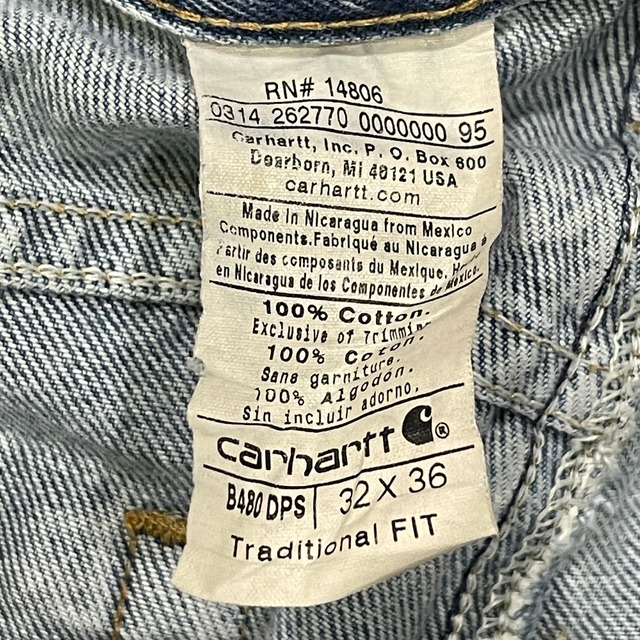 RN# 14806
0314 262770 0000000 95
Carhartt, Inc. P. O. Box 600
Dearborn, MI 48121 USA
carhartt.com
Made in Nicaragua from Mexico
Components. Fabriqué au Nicaragua à
Partir des composants du Mexique.
en Nicaragua de los Componentes de Mexico
100% Cotton.
Exclusive of
100% Coton.
Sans garniture.
100% Algodón.
Sin incluir adorno.
carhartt ®
B480 DPS 32 X 36
Traditional FIT